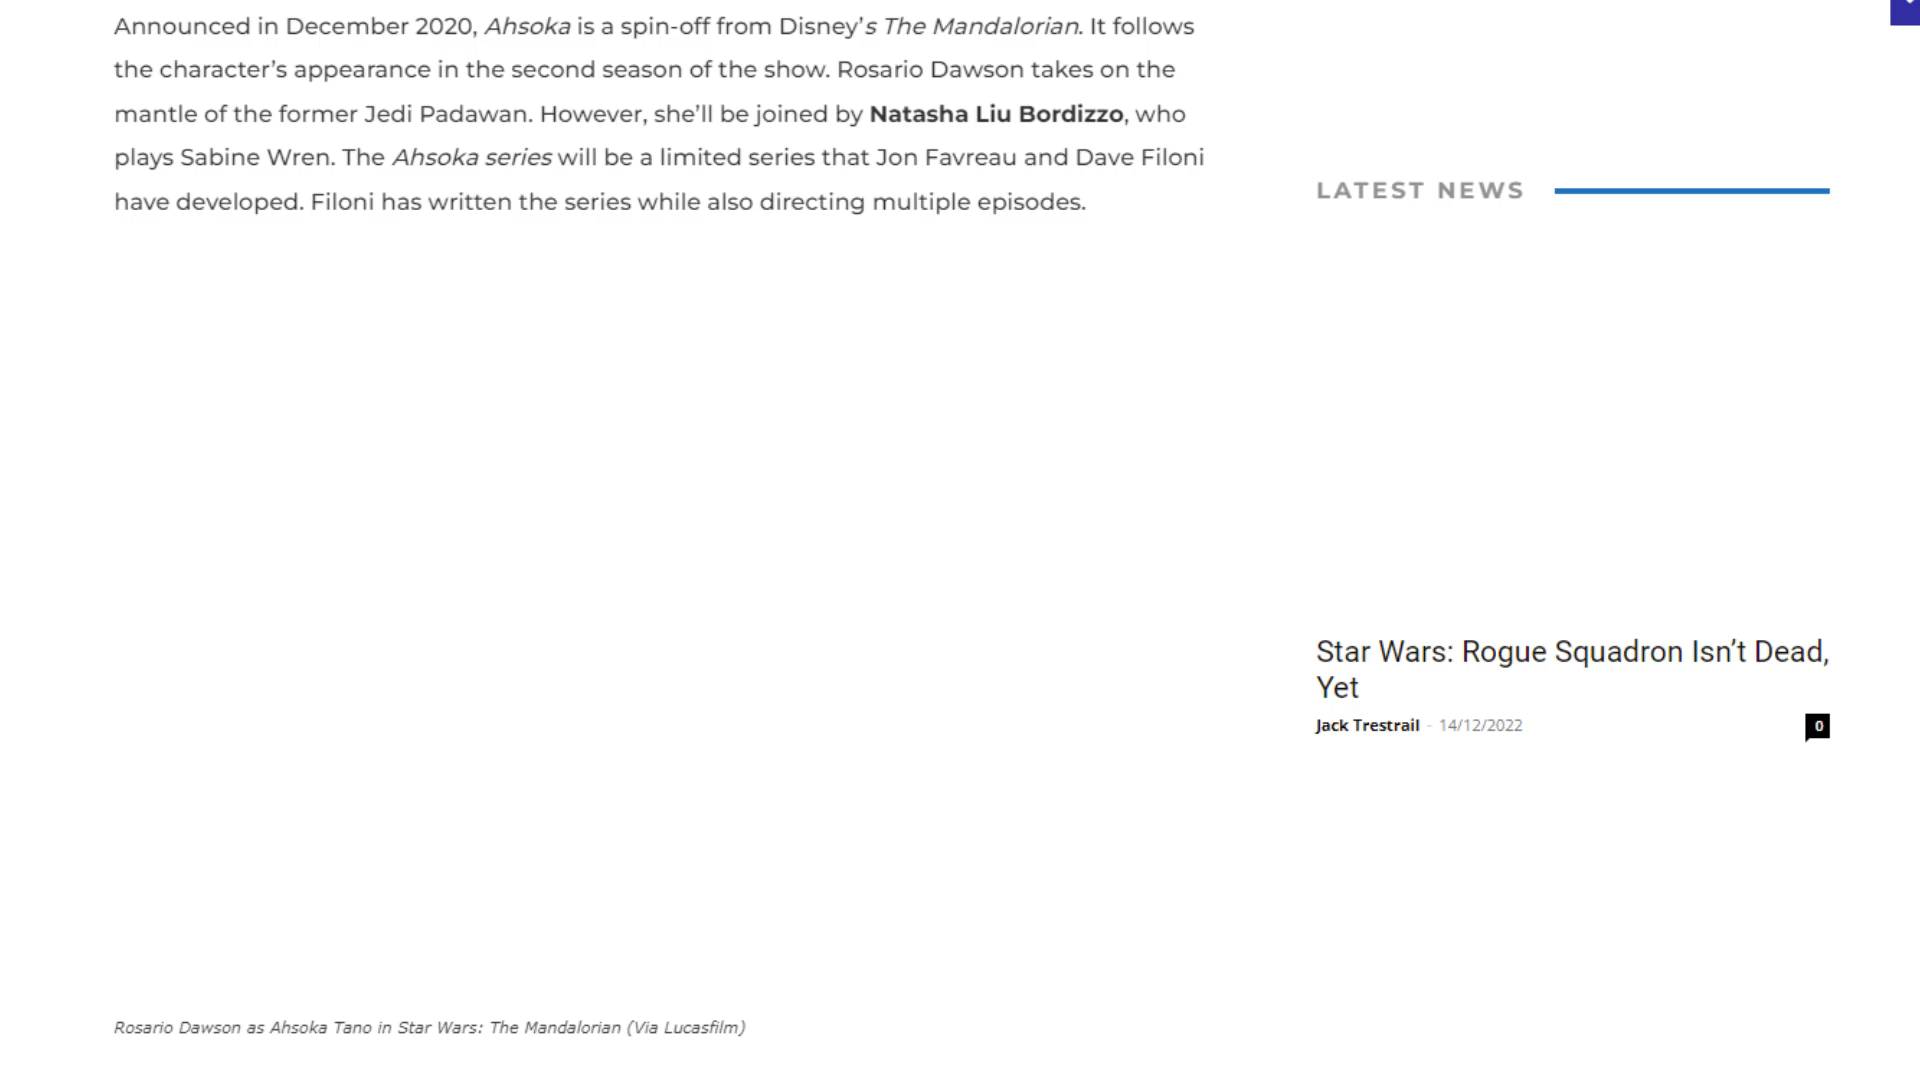 Announced in December 2020, Ahsoka is a spin-off from Disney’s The Mandalorian. It follows
the character’s appearance in the second season of the show. Rosario Dawson takes on the
mantle of the former Jedi Padawan. However, she’ll be joined by Natasha Liu Bordizzo, who
plays Sabine Wren. The Ahsoka series will be a limited series that Jon Favreau and Dave Filoni
have developed. Filoni has written the series while also directing multiple episodes.
LATEST NEWS
Star Wars: Rogue Squadron Isn’t Dead,
Yet
Jack Trestrail - 14/12/2022
0
Rosario Dawson as Ahsoka Tano in Star Wars: The Mandalorian (Via Lucasfilm)